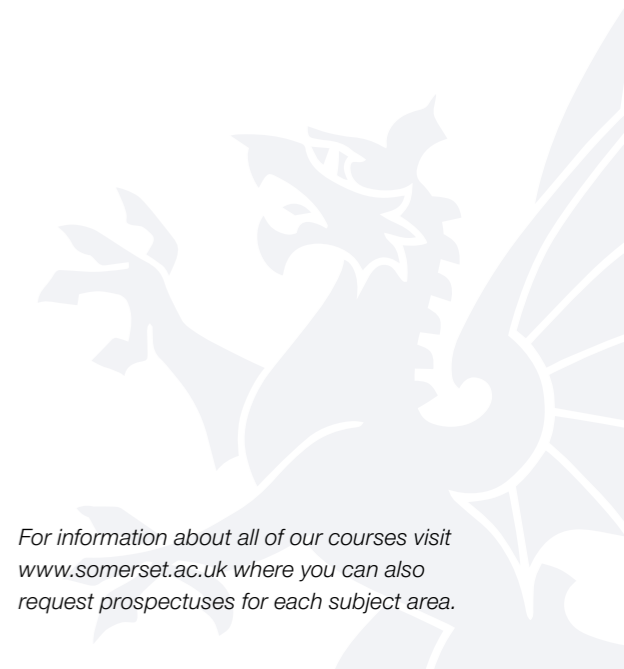 For information about all of our courses visit
www.somerset.ac.uk where you can also
request prospectuses for each subject area.